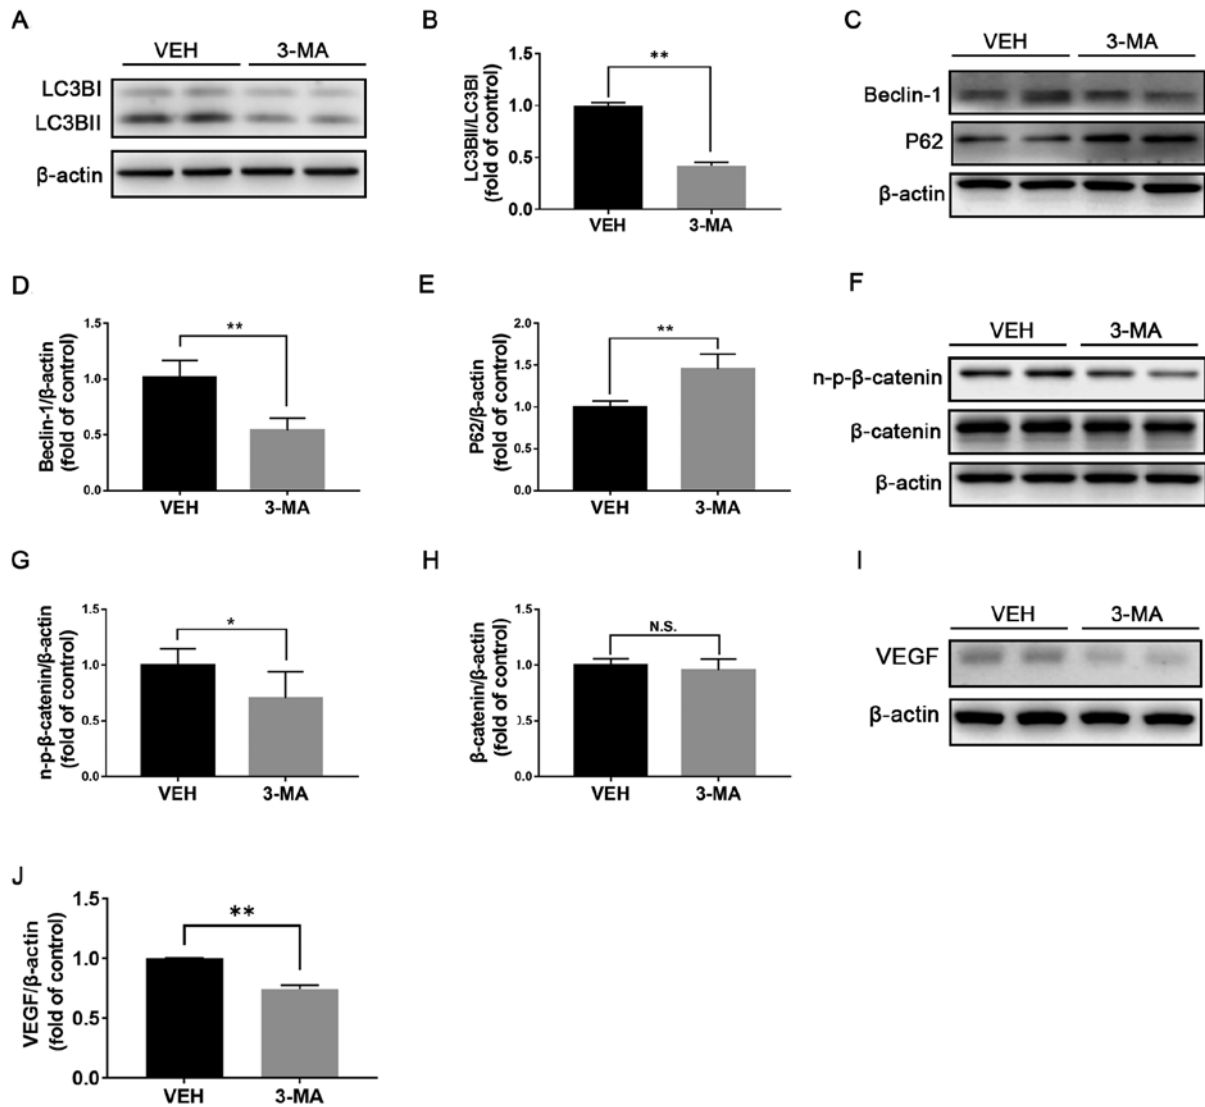 A
VEH 3-MA
LC3BI
LC3BII
β-actin
B
LC3BII/LC3BI
(fold of control)
1.5
1.0
0.5
0.0
**
VEH 3-MA
C
VEH 3-MA
Beclin-1
P62
β-actin
D
Beclin-1/β-actin
(fold of control)
1.5
1.0
0.5
0.0
**
VEH 3-MA
E
P62/β-actin
(fold of control)
2.0
1.5
1.0
0.5
0.0
**
VEH 3-MA
F
VEH 3-MA
n-p-β-catenin
β-catenin
β-actin
G
n-p-β-catenin/β-actin
(fold of control)
1.5
1.0
0.5
0.0
*
VEH 3-MA
H
β-catenin/β-actin
(fold of control)
1.5
1.0
1.5
0.0
N.S.
VEH 3-MA
I
VEH 3-MA
VEGF
β-actin
J
VEGF/β-actin
(fold of control)
1.5
1.0
0.5
0.0
**
VEH 3-MA